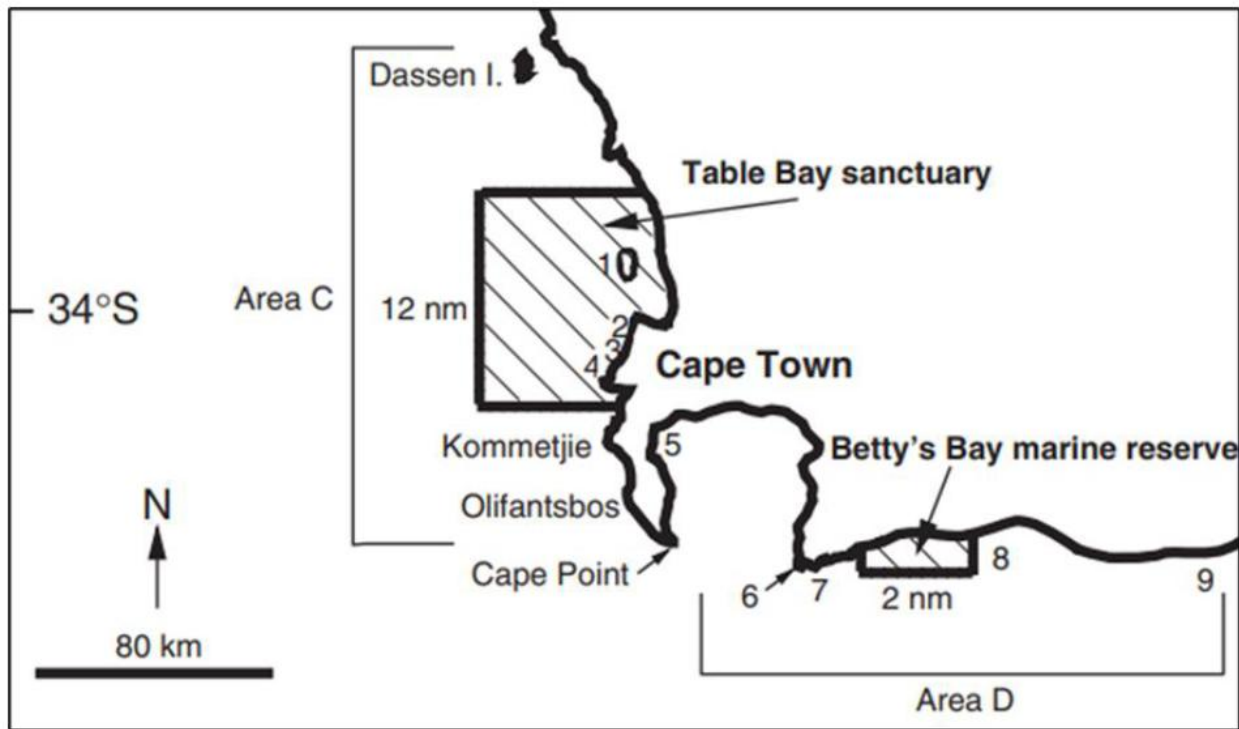 Dassen I.
Table Bay sanctuary
1
Area C
12 nm
34°S
2
3
4
Cape Town
Kommetjie
5
Betty's Bay marine reserve
N
Olifantsbos
Cape Point
6
7
2 nm
8
9
80 km
Area D